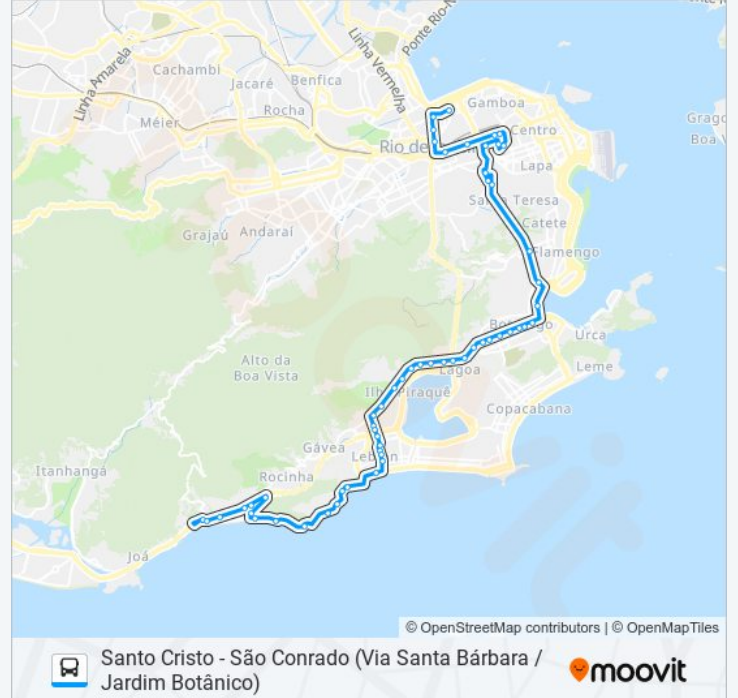 Linha Amarela
Cachambi
Linha Vermelha
Ponte Rio-N
Jacaré
Benfica
Gamboa
Méier
Rocha
Centro
Grago
Boa V
Rio de
Lapa
Santa Teresa
Catete
Grajaú
Andaraí
Flamengo
Botafogo
Urca
Alto da
Boa Vista
Lagoa
Leme
Ilha Piraquê
Copacabana
Gávea
Leblon
Itanhangá
Rocinha
Joá
© OpenStreetMap contributors | © OpenMapTiles
Santo Cristo - São Conrado (Via Santa Bárbara /
Jardim Botânico)
moovit